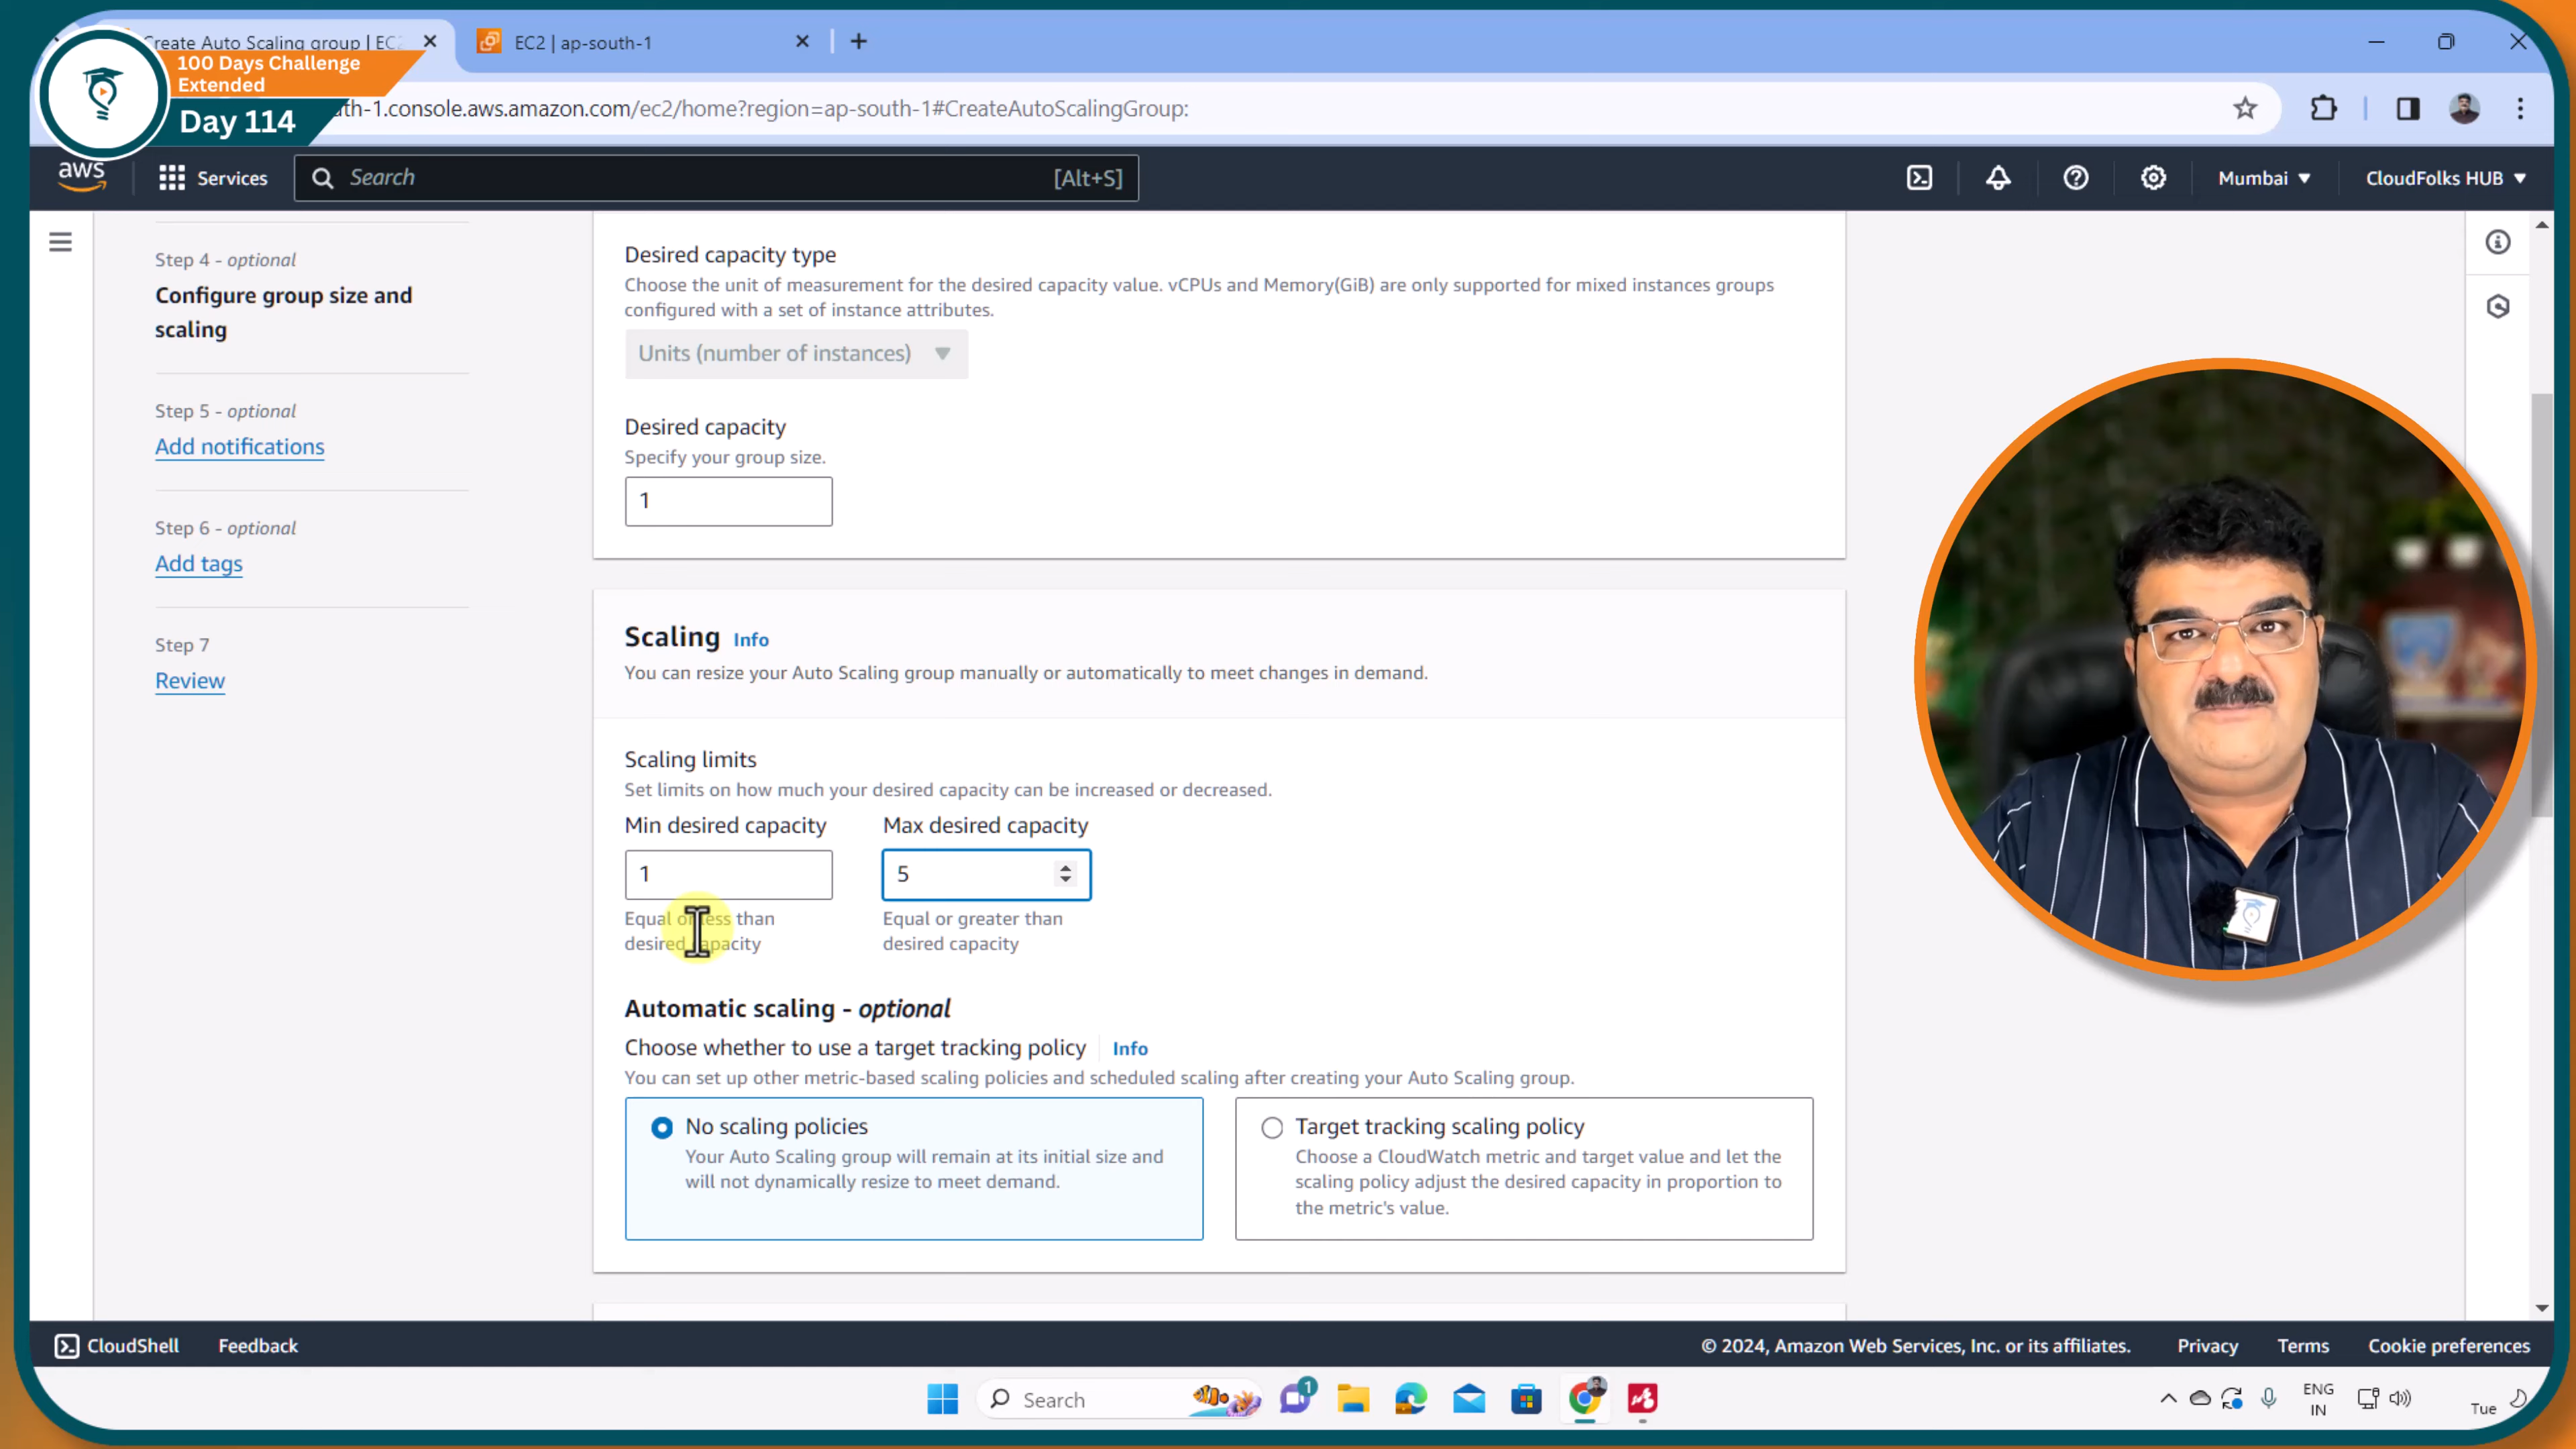 Create Auto Scaling group | EC2
EC2 | ap-south-1
100 Days Challenge
Extended
Day 114
th-1.console.aws.amazon.com/ec2/home?region=ap-south-1#CreateAutoScalingGroup:
aws
Services
Search
[Alt+S]
Mumbai
CloudFolks HUB
Step 4 - optional
Configure group size and
scaling
Step 5 - optional
Add notifications
Step 6 - optional
Add tags
Step 7
Review
Desired capacity type
Choose the unit of measurement for the desired capacity value. vCPUs and Memory(GiB) are only supported for mixed instances groups
configured with a set of instance attributes.
Units (number of instances)
Desired capacity
Specify your group size.
1
Scaling Info
You can resize your Auto Scaling group manually or automatically to meet changes in demand.
Scaling limits
Set limits on how much your desired capacity can be increased or decreased.
Min desired capacity
Max desired capacity
1
5
Equal or less than
desired capacity
Equal or greater than
desired capacity
Automatic scaling - optional
Choose whether to use a target tracking policy Info
You can set up other metric-based scaling policies and scheduled scaling after creating your Auto Scaling group.
No scaling policies
Your Auto Scaling group will remain at its initial size and
will not dynamically resize to meet demand.
Target tracking scaling policy
Choose a CloudWatch metric and target value and let the
scaling policy adjust the desired capacity in proportion to
the metric's value.
CloudShell
Feedback
© 2024, Amazon Web Services, Inc. or its affiliates.
Privacy
Terms
Cookie preferences
Search
1
ENG
IN
Tue